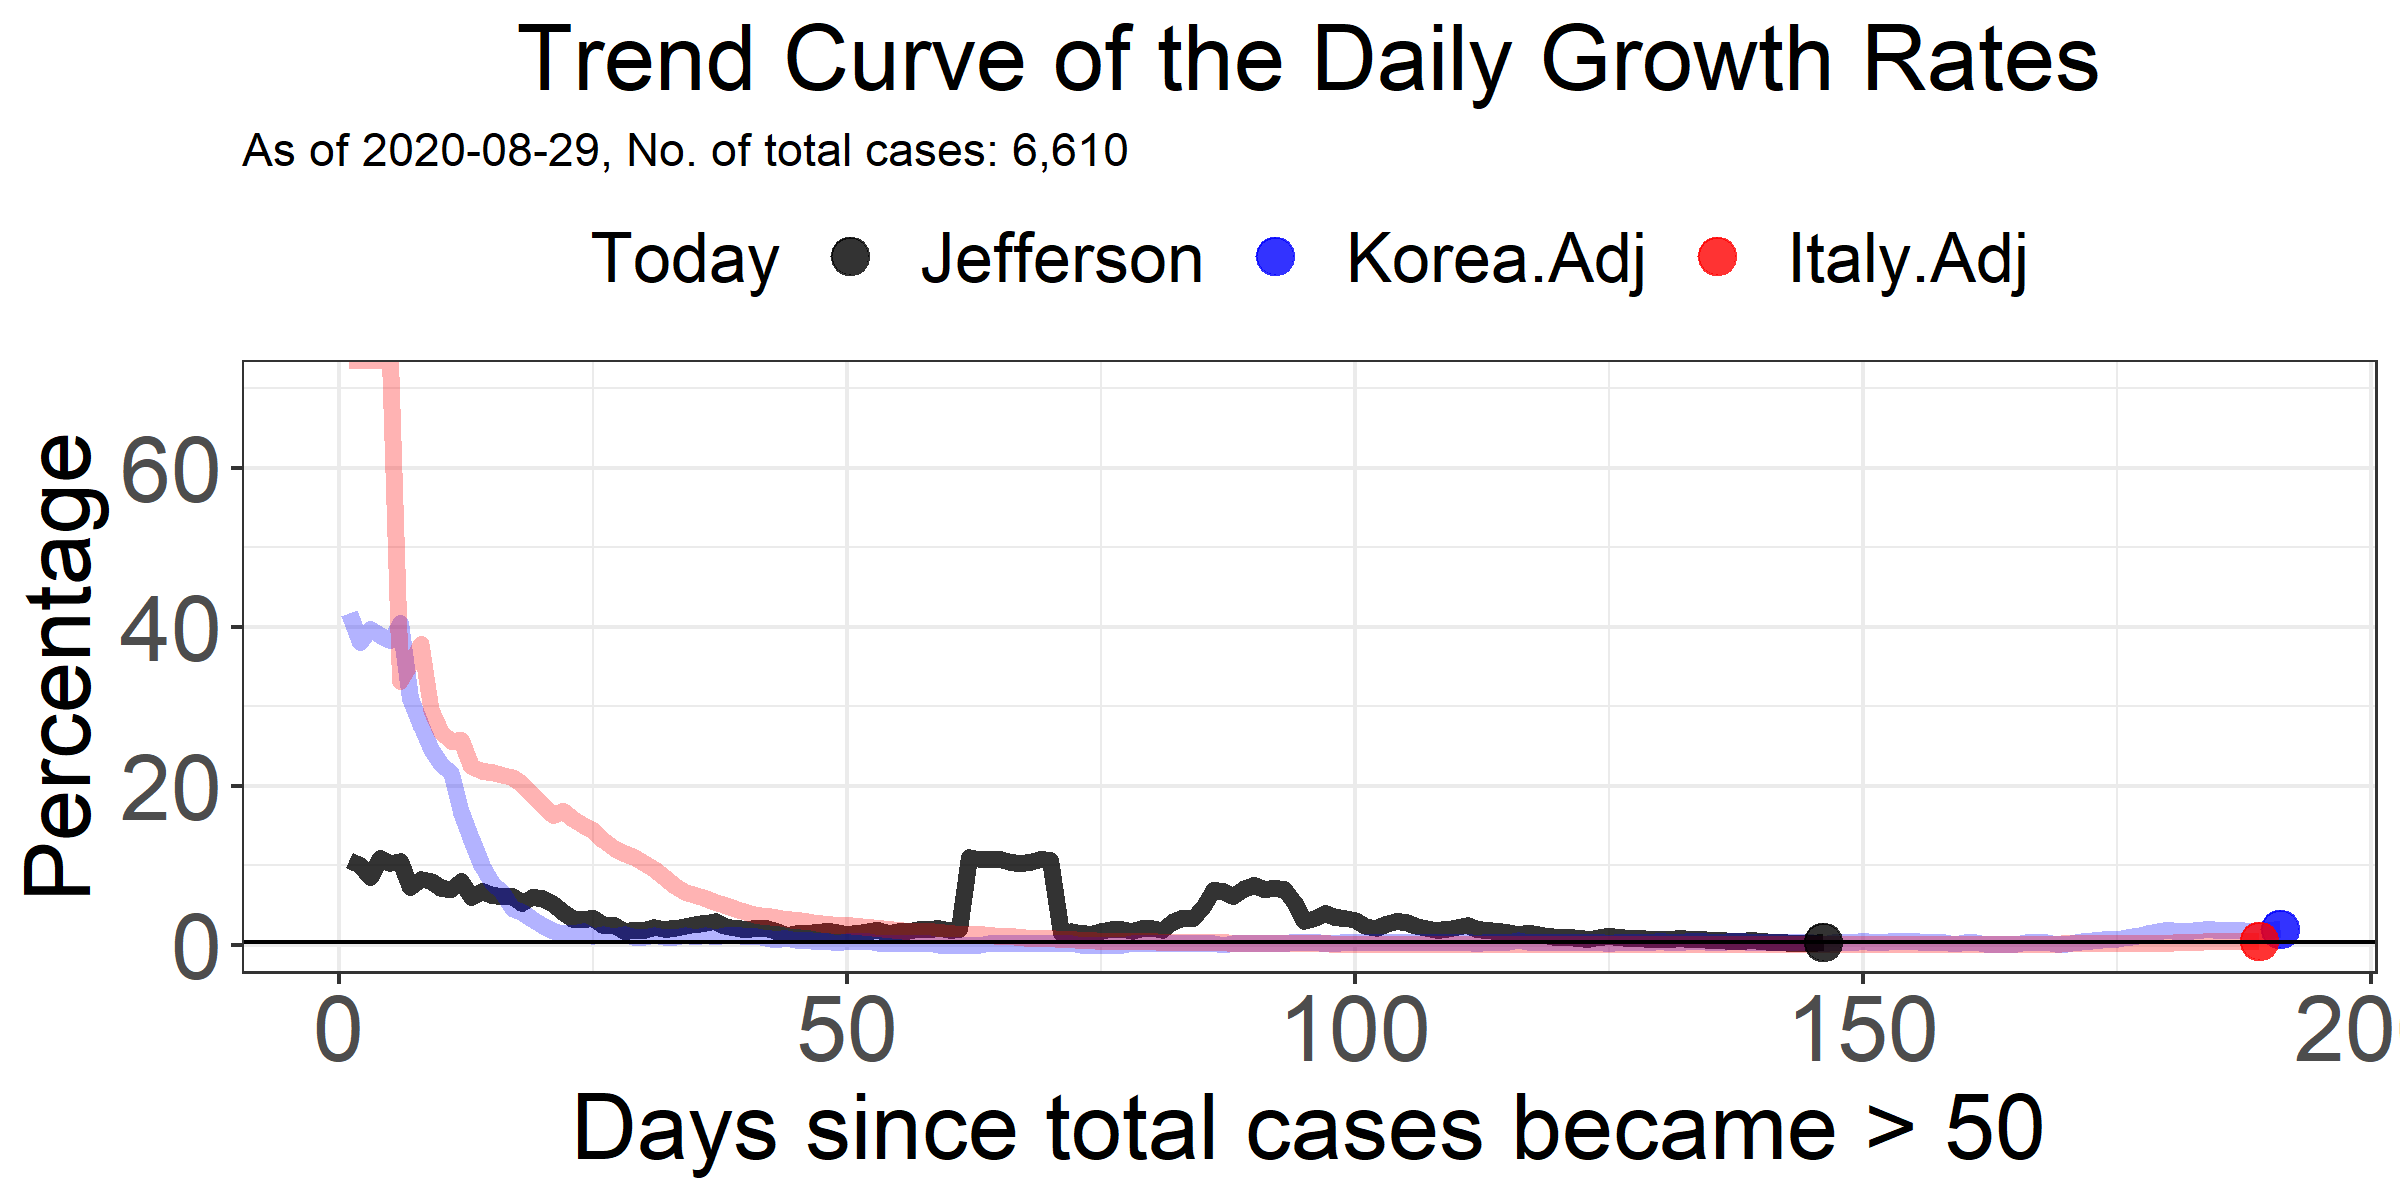 Trend Curve of the Daily Growth Rates
As of 2020-08-29, No. of total cases: 6,610
Today Jefferson Korea.Adj Italy.Adj
Percentage
60
40
20
0
0 50 100 150 20
Days since total cases became > 50